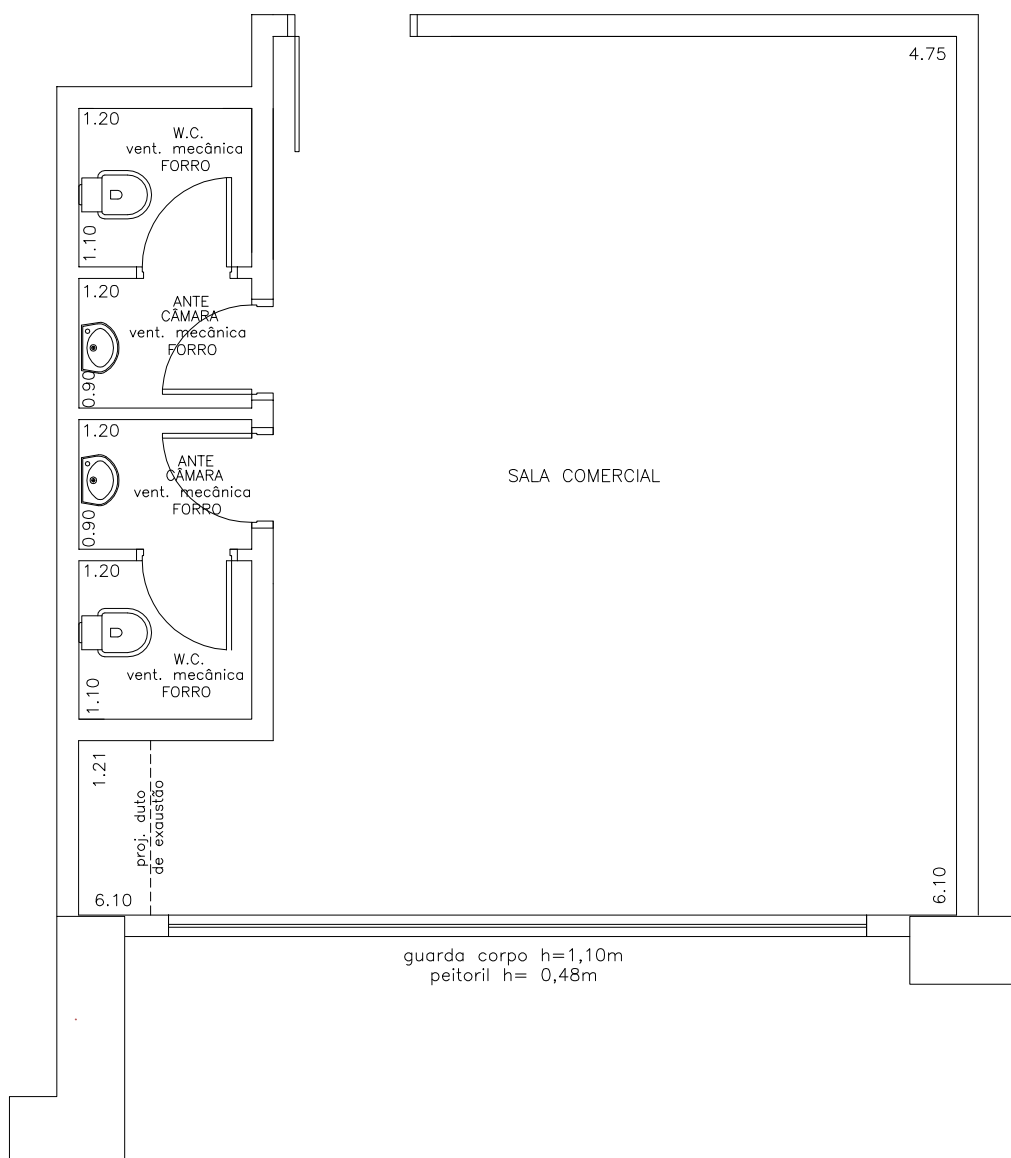 4.75
1.20
W.C.
vent. mecânica
FORRO
1.10
1.20
ANTE
CÂMARA
vent. mecânica
FORRO
0.90
1.20
ANTE
CÂMARA
vent. mecânica
FORRO
0.90
SALA COMERCIAL
1.20
W.C.
vent. mecânica
FORRO
1.10
1.21
proj. duto
de exaustão
6.10
6.10
guarda corpo h=1,10m
peitoril h= 0,48m